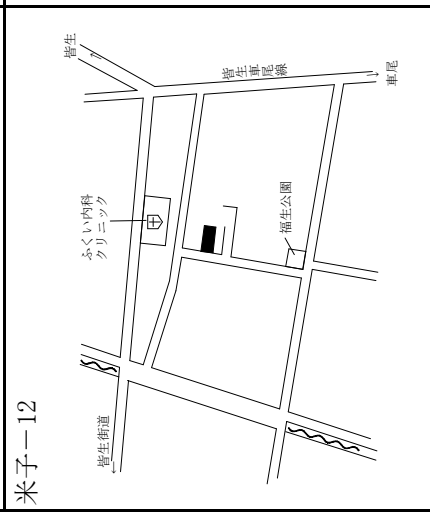 米子－12
皆生街道
ふくい内科
クリニック
皆生
皆生車尾線
車尾
福生公園